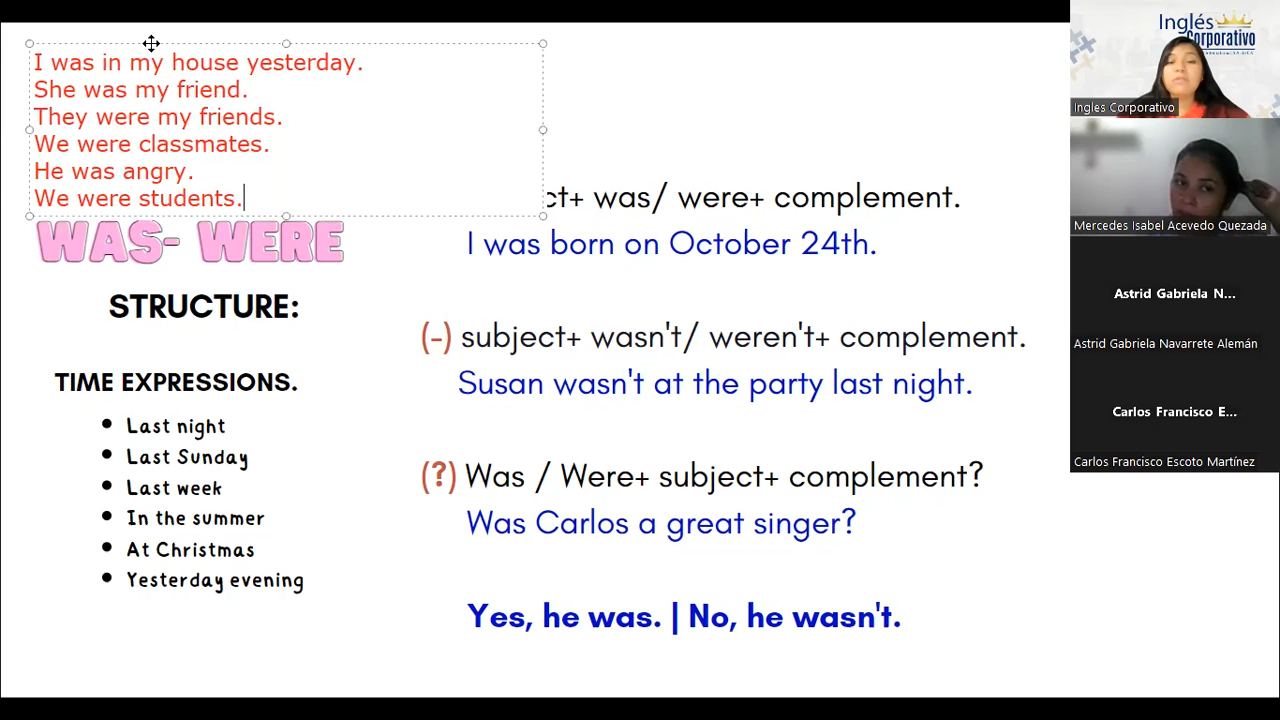 I was in my house yesterday.
She was my friend.
They were my friends.
We were classmates.
He was angry.
We were students.
WAS- WERE
STRUCTURE:
TIME EXPRESSIONS.
Last night
Last Sunday
Last week
In the summer
At Christmas
Yesterday evening
ct+ was/ were+ complement.
I was born on October 24th.
(-) subject+ wasn't/ weren't+ complement.
Susan wasn't at the party last night.
(?) Was / Were+ subject+ complement?
Was Carlos a great singer?
Yes, he was. | No, he wasn't.
Inglés
Corporativo
Ingles Corporativo
Mercedes Isabel Acevedo Quezada
Astrid Gabriela N...
Astrid Gabriela Navarrete Alemán
Carlos Francisco E...
Carlos Francisco Escoto Martínez